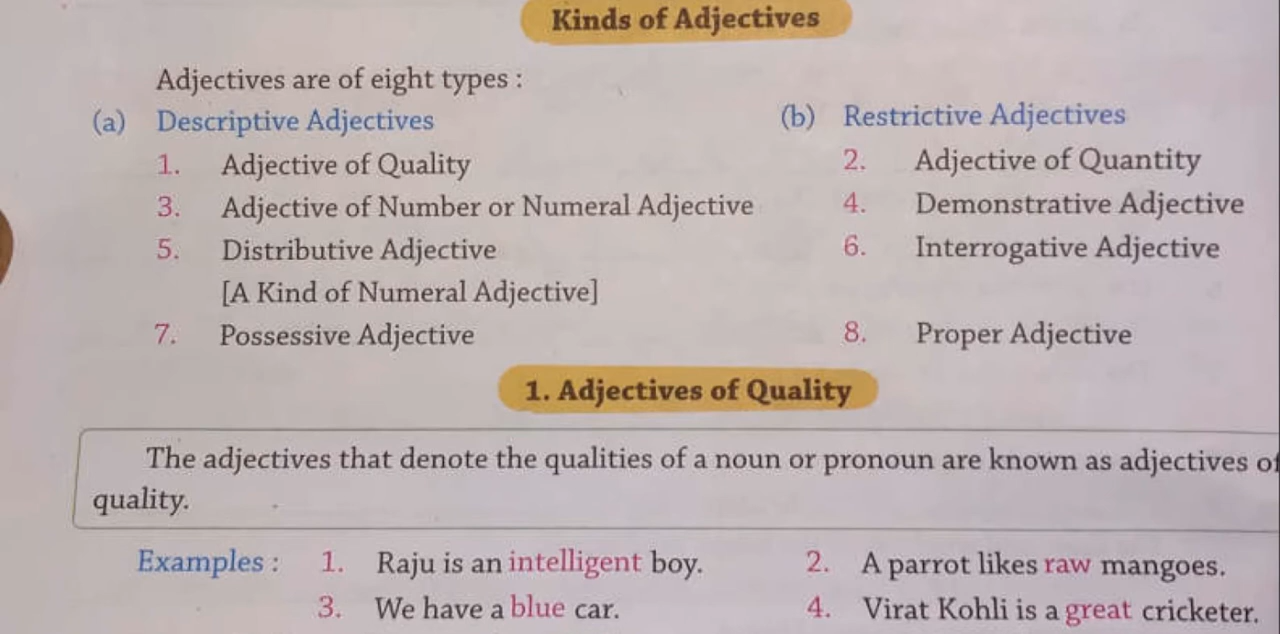 Kinds of Adjectives
Adjectives are of eight types :
(a) Descriptive Adjectives (b) Restrictive Adjectives
1. Adjective of Quality 2. Adjective of Quantity
3. Adjective of Number or Numeral Adjective 4. Demonstrative Adjective
5. Distributive Adjective 6. Interrogative Adjective
[A Kind of Numeral Adjective]
7. Possessive Adjective 8. Proper Adjective
1. Adjectives of Quality
The adjectives that denote the qualities of a noun or pronoun are known as adjectives of
quality.
Examples : 1. Raju is an intelligent boy. 2. A parrot likes raw mangoes.
3. We have a blue car. 4. Virat Kohli is a great cricketer.